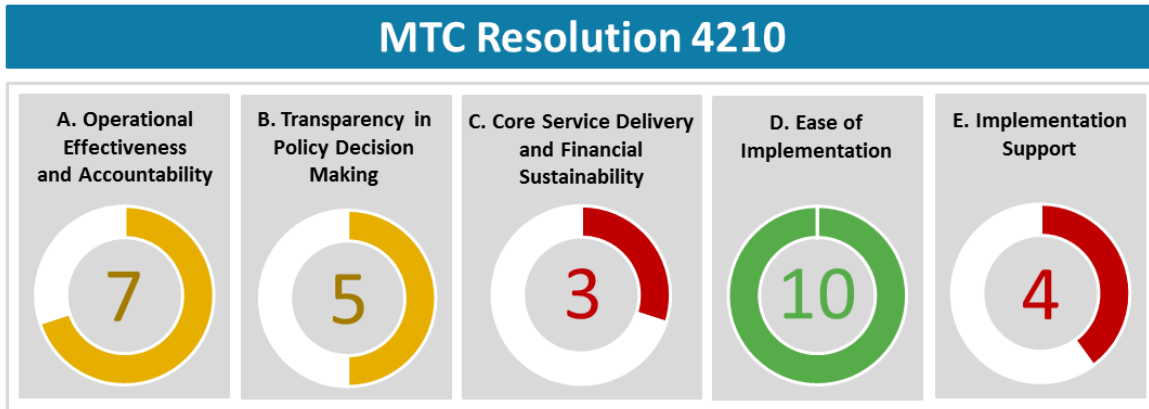 MTC Resolution 4210
A. Operational
Effectiveness
and Accountability
7
B. Transparency in
Policy Decision
Making
5
C. Core Service Delivery
and Financial
Sustainability
3
D. Ease of
Implementation
10
E. Implementation
Support
4